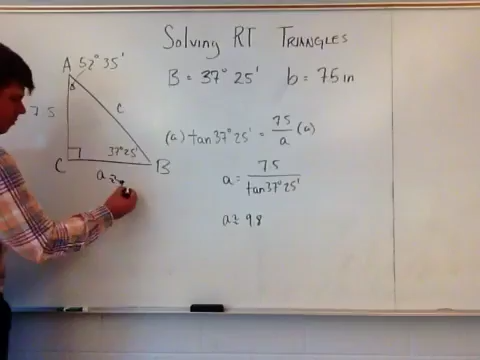 Solving RT TRIANGLES
B = 37° 25' b = 75 in
A 52° 35'
75
c
C 37°25' B
a ≈
(a) tan 37° 25' = 75/a (a)
a = 75/tan 37° 25'
a ≈ 98